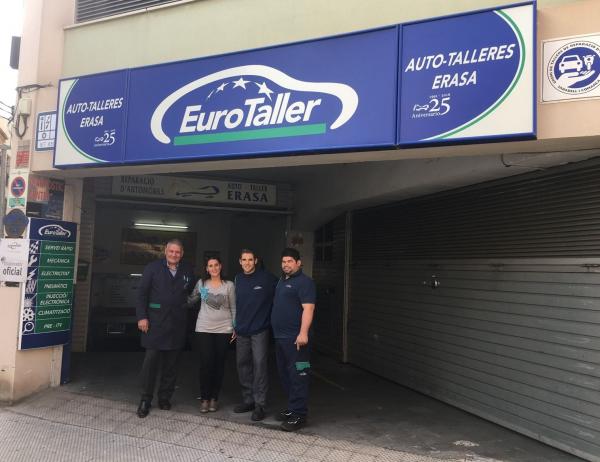 AUTO-TALLERES
ERASA
25
Aniversario
EuroTaller
AUTO-TALLERES
ERASA
25
Aniversario
REPARACIÓ
D'AUTOMÒBILS
AUTO - TALLER
ERASA
oficial
EuroTaller
SERVEI RÀPID
MECÀNICA
ELECTRICITAT
PNEUMÀTICS
INJECCIÓ
ELECTRÒNICA
CLIMATITZACIÓ
PRE - ITV